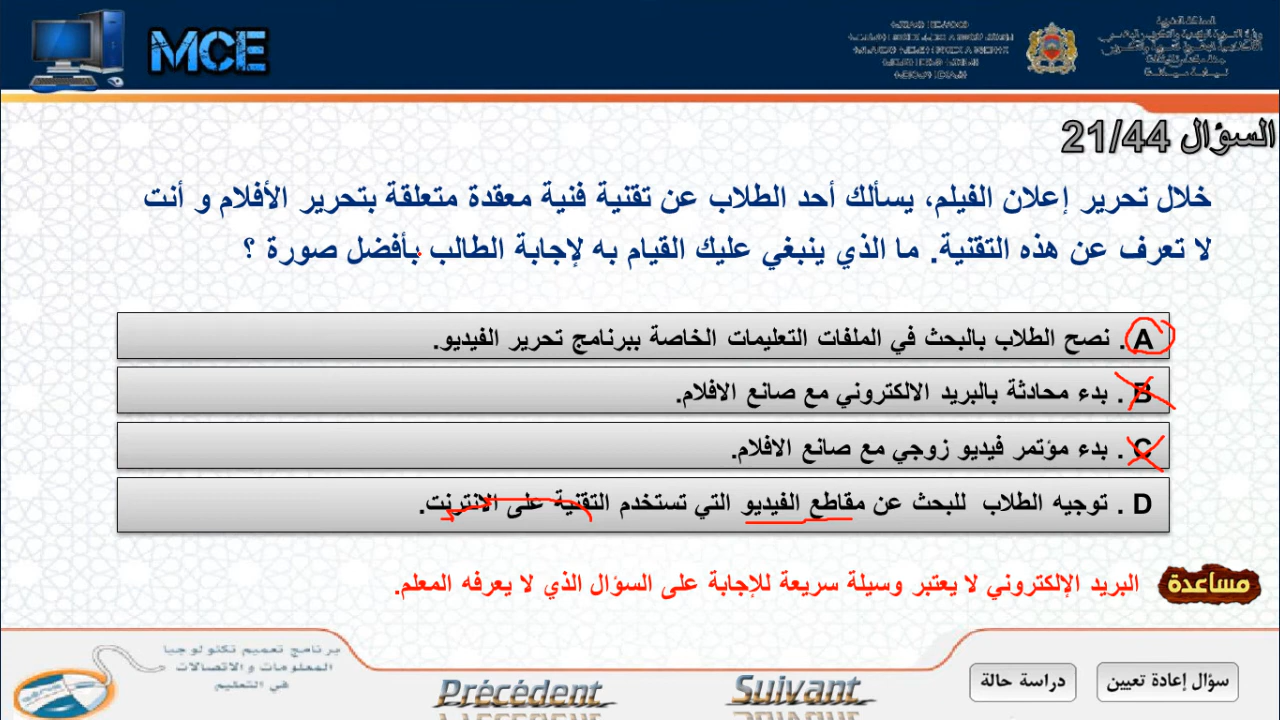 MCE
السؤال 21/44
خلال تحرير إعلان الفيلم، يسألك أحد الطلاب عن تقنية فنية معقدة متعلقة بتحرير الأفلام و أنت
لا تعرف عن هذه التقنية. ما الذي ينبغي عليك القيام به لإجابة الطالب بأفضل صورة ؟
A . نصح الطلاب بالبحث في الملفات التعليمات الخاصة ببرنامج تحرير الفيديو.
B . بدء محادثة بالبريد الالكتروني مع صانع الافلام.
C . بدء مؤتمر فيديو زوجي مع صانع الافلام.
D . توجيه الطلاب للبحث عن مقاطع الفيديو التي تستخدم التقنية على الانترنت.
مساعدة
البريد الإلكتروني لا يعتبر وسيلة سريعة للإجابة على السؤال الذي لا يعرفه المعلم.
برنامج تعميم تكنولوجيا
المعلومات والاتصالات
في التعليم
Précédent
Suivant
دراسة حالة
سؤال إعادة تعيين